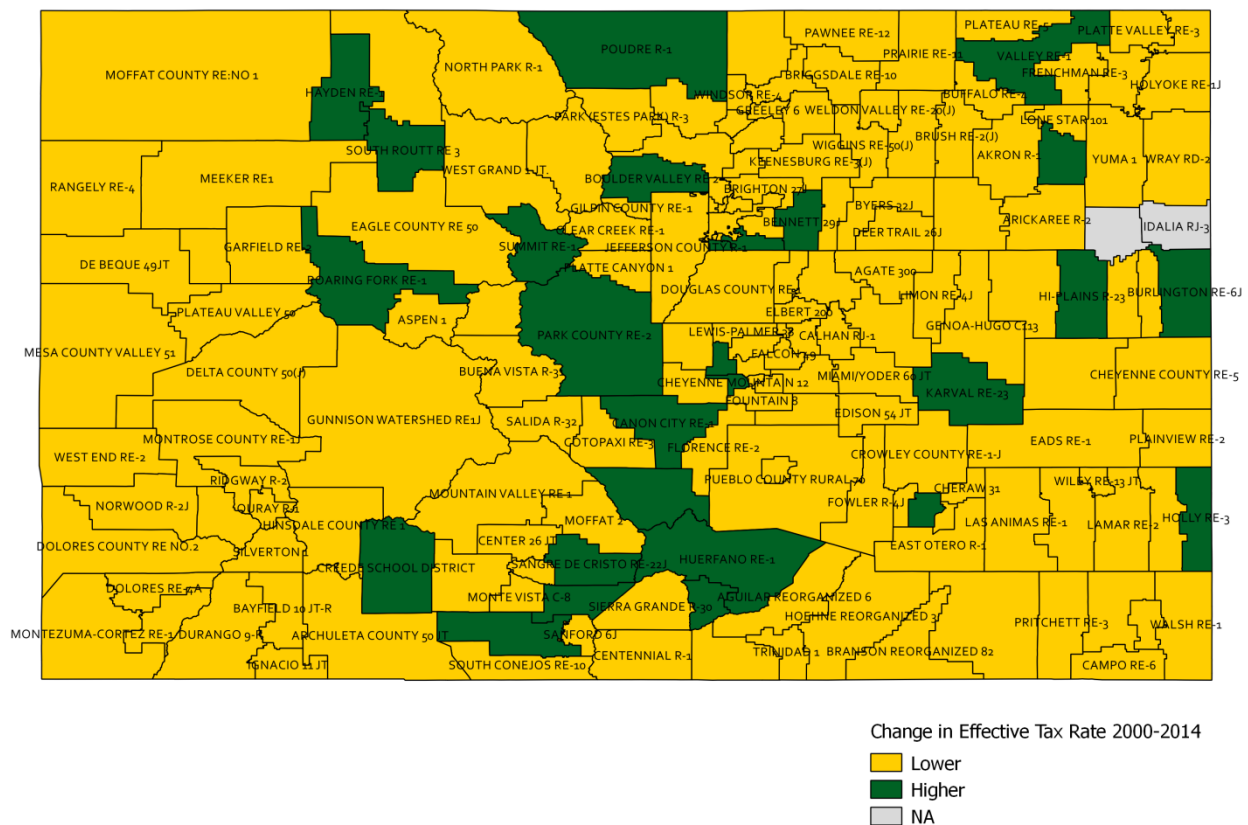 PLATEAU RE-5
PLATTE VALLEY RE-3
PAWNEE RE-12
POUDRE R-1
PRAIRIE RE-11
VALLEY RE-1
NORTH PARK R-1
FRENCHMAN RE-3
MOFFAT COUNTY RE:NO 1
BRIGGSDALE RE-10
HOLYOKE RE-1J
HAYDEN RE-1
WINDSOR RE-4
BUFFALO RE-4
GREELEY 6
WELDON VALLEY RE-20(J)
PARK (ESTES PARK) R-3
LONE STAR 101
BRUSH RE-2(J)
WIGGINS RE-50(J)
AKRON R-1
SOUTH ROUTT RE 3
YUMA 1
WRAY RD-2
KEENESBURG RE-3(J)
WEST GRAND 1 JT.
MEEKER RE1
BOULDER VALLEY RE 2
RANGELY RE-4
BRIGHTON 27J
BYERS 32J
GILPIN COUNTY RE-1
ARICKAREE R-2
BENNETT 29J
EAGLE COUNTY RE 50
CLEAR CREEK RE-1
DEER TRAIL 26J
IDALIA RJ-3
GARFIELD RE-2
SUMMIT RE-1
JEFFERSON COUNTY R-1
DE BEQUE 49JT
PLATTE CANYON 1
AGATE 300
ROARING FORK RE-1
DOUGLAS COUNTY RE 1
LIMON RE-4J
HI-PLAINS R-23
BURLINGTON RE-6J
PLATEAU VALLEY 50
ELBERT 200
ASPEN 1
GENOA-HUGO C113
LEWIS-PALMER 38
PARK COUNTY RE-2
CALHAN RJ-1
MESA COUNTY VALLEY 51
FALCON 49
DELTA COUNTY 50(J)
BUENA VISTA R-31
MIAMI/YODER 60 JT
CHEYENNE COUNTY RE-5
CHEYENNE MOUNTAIN 12
KARVAL RE-23
FOUNTAIN 8
EDISON 54 JT
GUNNISON WATERSHED RE1J
SALIDA R-32
CANON CITY RE-1
MONTROSE COUNTY RE-1J
COTOPAXI RE-3
FLORENCE RE-2
EADS RE-1
PLAINVIEW RE-2
WEST END RE-2
CROWLEY COUNTY RE-1-J
RIDGWAY R-2
PUEBLO COUNTY RURAL 70
WILEY RE-13 JT
MOUNTAIN VALLEY RE 1
CHERAW 31
NORWOOD R-2J
OURAY R-1
FOWLER R-4J
HOLLY RE-3
MOFFAT 2
HINSDALE COUNTY RE 1
LAS ANIMAS RE-1
LAMAR RE-2
CENTER 26 JT
DOLORES COUNTY RE NO.2
SILVERTON 1
EAST OTERO R-1
HUERFANO RE-1
CREEDE SCHOOL DISTRICT
SANGRE DE CRISTO RE-22J
DOLORES RE-4A
MONTE VISTA C-8
AGUILAR REORGANIZED 6
BAYFIELD 10 JT-R
SIERRA GRANDE R-30
HOEHNE REORGANIZED 3
PRITCHETT RE-3
WALSH RE-1
MONTEZUMA-CORTEZ RE-1
DURANGO 9-R
ARCHULETA COUNTY 50 JT
SANFORD 6J
TRINIDAD 1
BRANSON REORGANIZED 82
CENTENNIAL R-1
IGNACIO 11 JT
SOUTH CONEJOS RE-10
CAMPO RE-6
Change in Effective Tax Rate 2000-2014
Lower
Higher
NA